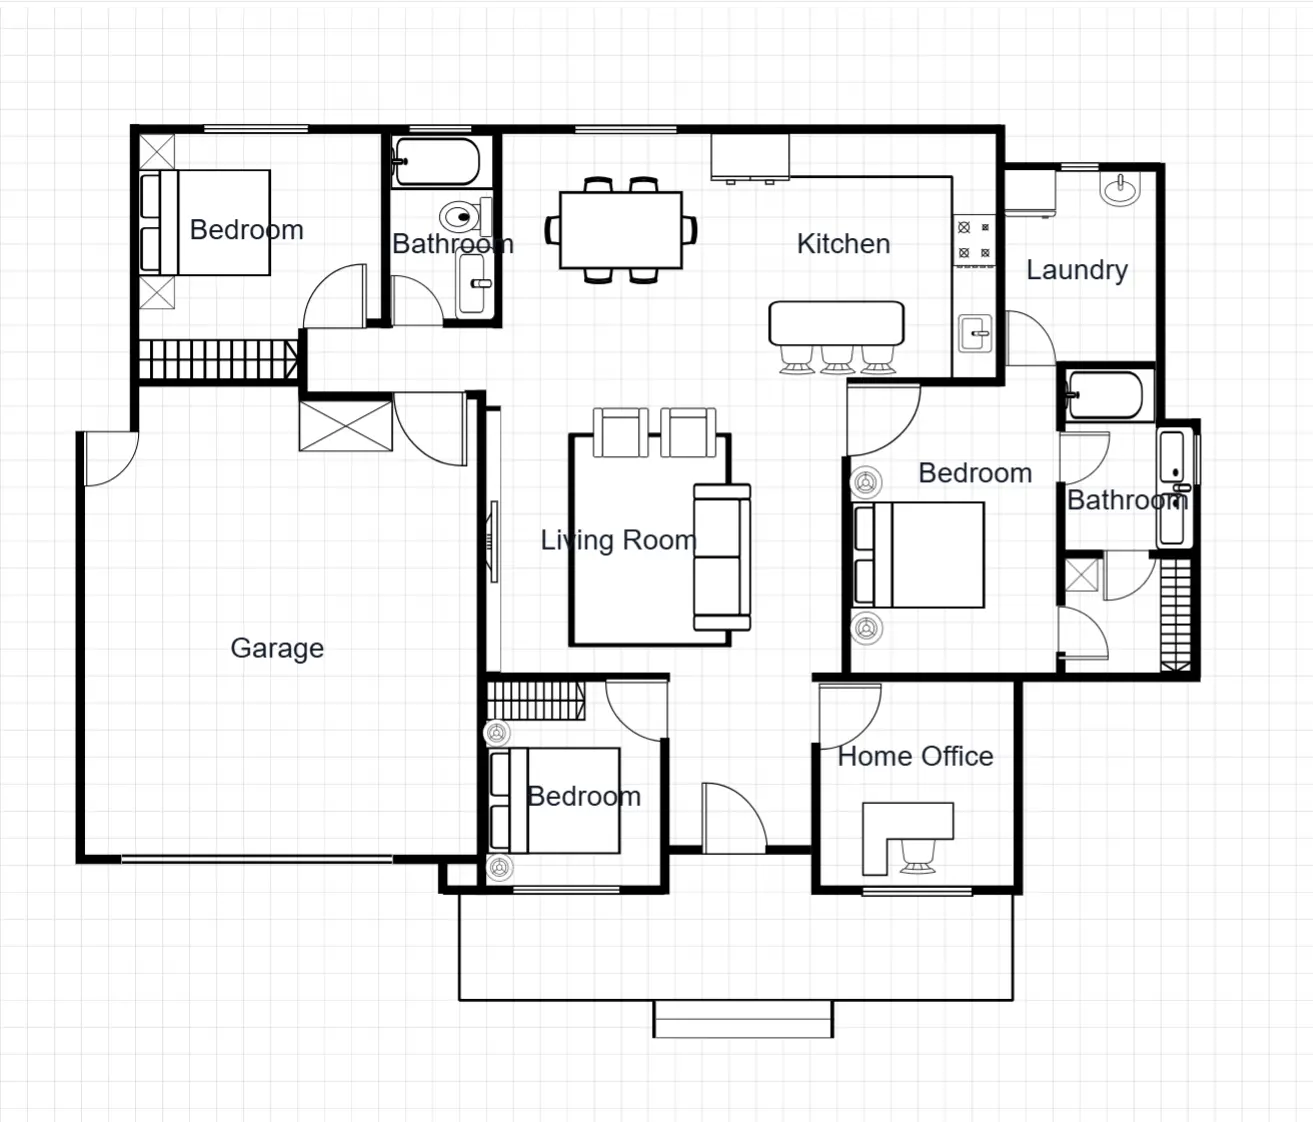 Bedroom
Bathroom
Kitchen
Laundry
Bedroom
Bathroom
Living Room
Garage
Home Office
Bedroom